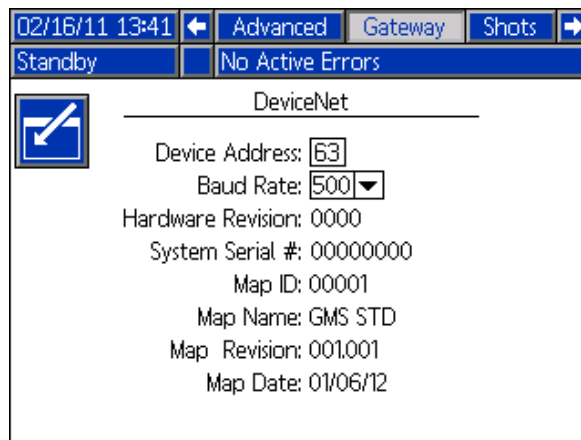 02/16/11 13:41 Advanced Gateway Shots
Standby No Active Errors
DeviceNet
Device Address: 63
Baud Rate: 500
Hardware Revision: 0000
System Serial #: 00000000
Map ID: 00001
Map Name: GMS STD
Map Revision: 001.001
Map Date: 01/06/12